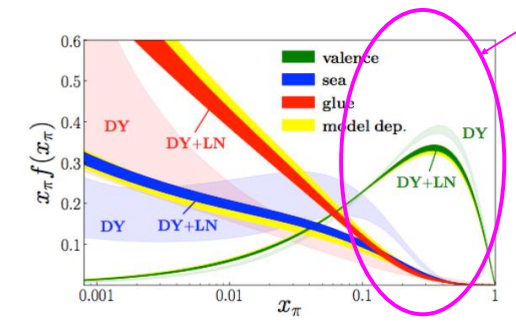 0.6
0.5
0.4
0.3
0.2
0.1
x_π f(x_π)
valence
sea
glue
model dep.
DY
DY+LN
DY
DY+LN
DY
DY+LN
0.001
0.01
0.1
1
x_π